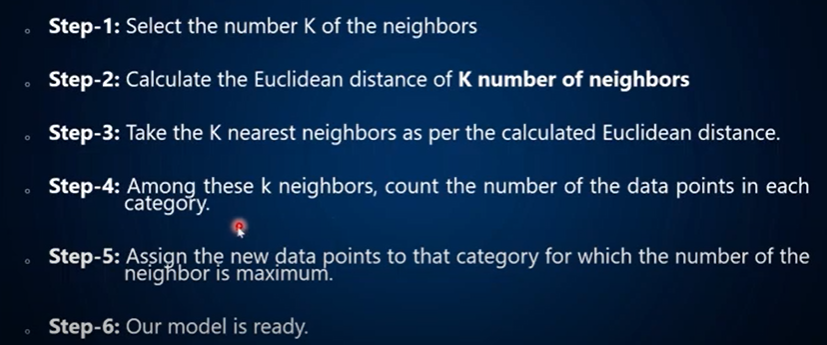 Step-1: Select the number K of the neighbors
Step-2: Calculate the Euclidean distance of K number of neighbors
Step-3: Take the K nearest neighbors as per the calculated Euclidean distance.
Step-4: Among these k neighbors, count the number of the data points in each
category.
Step-5: Assign the new data points to that category for which the number of the
neighbor is maximum.
Step-6: Our model is ready.